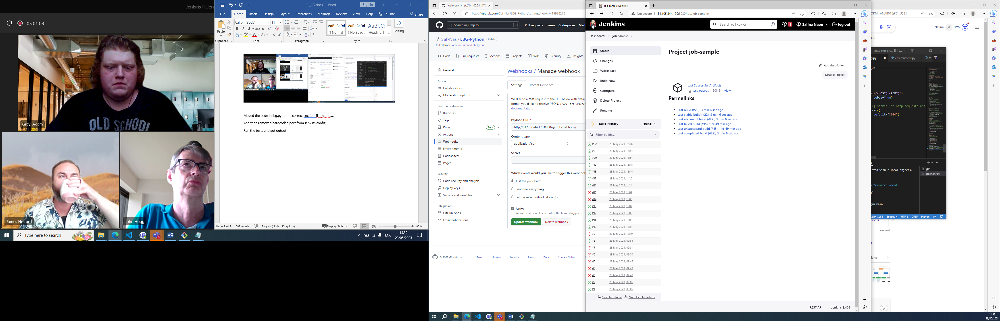 Jenkins II: Jen
05:01:08
Gray, Adam
OLD SCHOOL
James Holford
John Hogg
Type here to search
ENG
13:59
23/05/2023
CI_CD.docx - Word
Sign in
File Home Insert Design Layout References Mailings Review View Help Tell me Share
Paste
Calibri (Body) 11
AaBbCcDd AaBbCcDd AaBbCc
¶ Normal ¶ No Spac... Heading 1
Editing
Clipboard Font Paragraph Styles
Moved the code in lbg.py to the correct section if__name....
And then removed hardcoded port from Jenkins config
Ran the tests and got output
Page 7 of 7 598 words English (United Kingdom) Display Settings 90%
Webhook · http://34.105.244.170
https://github.com/Saf-Nas/LBG-Python/settings/hooks/415928278
Search or jump to... /
Pull requests Issues Codespaces Mark
Saf-Nas / LBG-Python Public
forked from CameronGuthrie/LBG-Python
Code Pull requests Actions Projects Wiki Security Insights
General
Access
Collaborators
Moderation options
Code and automation
Branches
Tags
Rules Beta
Actions
Webhooks
Environments
Codespaces
Pages
Security
Code security and analysis
Deploy keys
Secrets and variables
Integrations
GitHub Apps
Email notifications
Webhooks / Manage webhook
Settings Recent Deliveries
We'll send a POST request to the URL below with detail
format you'd like to receive (JSON, x-www-form-urlenco
documentation.
Payload URL *
http://34.105.244.170:8080/github-webhook/
Content type
application/json
Secret
Which events would you like to trigger this webhook
Just the push event.
Send me everything.
Let me select individual events.
Active
We will deliver event details when this hook is triggered.
Update webhook Delete webhook
© 2023 GitHub, Inc. Terms Privacy Security Status Docs Contact GitHub
job-sample [Jenkins]
Not secure 34.105.244.170:8080/job/job-sample/
Jenkins
Search (CTRL+K)
1
Safina Naser
log out
Dashboard > job-sample >
Status
Changes
Workspace
Build Now
Configure
Delete Project
Rename
Build History trend
Filter builds... /
#22 23 May 2023, 12:56
#21 23 May 2023, 12:54
#20 23 May 2023, 12:54
#19 23 May 2023, 12:48
#18 23 May 2023, 12:44
#17 23 May 2023, 11:20
#16 23 May 2023, 11:12
#15 23 May 2023, 11:09
#14 23 May 2023, 11:08
#13 23 May 2023, 11:07
#12 23 May 2023, 11:05
#11 23 May 2023, 11:02
#10 23 May 2023, 10:51
#9 23 May 2023, 10:49
#8 23 May 2023, 09:55
#7 23 May 2023, 09:51
#6 23 May 2023, 09:50
#5 23 May 2023, 09:47
#4 23 May 2023, 09:42
#3 23 May 2023, 09:42
#2 23 May 2023, 09:05
#1 23 May 2023, 09:05
Atom feed for all Atom feed for failures
Project job-sample
Add description
Disable Project
Last Successful Artifacts
test_output 208 B view
Permalinks
Last build (#22), 3 min 6 sec ago
Last stable build (#22), 3 min 6 sec ago
Last successful build (#22), 3 min 6 sec ago
Last failed build (#15), 1 hr 49 min ago
Last unsuccessful build (#15), 1 hr 49 min ago
Last completed build (#22), 3 min 6 sec ago
REST API Jenkins 2.405
ORM=ANAB01&PC=U531
Safina 126
ORE
- Visual Studio C...
g.py environment.py RE
_OK
p://{HOST}:{PORT}')
, debug=True)
ing socket for http requests and
rser()
, default="8080")
leted with 2 local objects.
git
powershell
"gunicorn moved"
gin main
219, Col 1 Spaces: 4 UTF-8 CRLF Python
Feedback
lane
13:59
23/05/2023